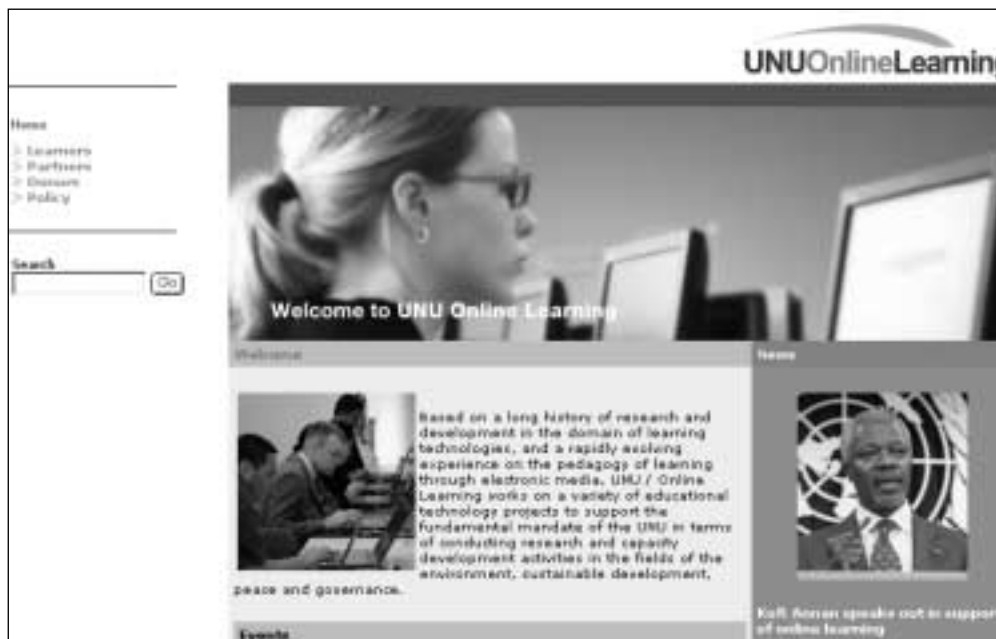 UNUOnlineLearning
Home
> Learners
> Partners
> Donors
> Policy
Search
Go
Welcome to UNU Online Learning
Welcome
News
Based on a long history of research and
development in the domain of learning
technologies, and a rapidly evolving
experience on the pedagogy of learning
through electronic media, UNU / Online
Learning works on a variety of educational
technology projects to support the
fundamental mandate of the UNU in terms
of conducting research and capacity
development activities in the fields of the
environment, sustainable development,
peace and governance.
Kofi Annan speaks out in support
of online learning
Events